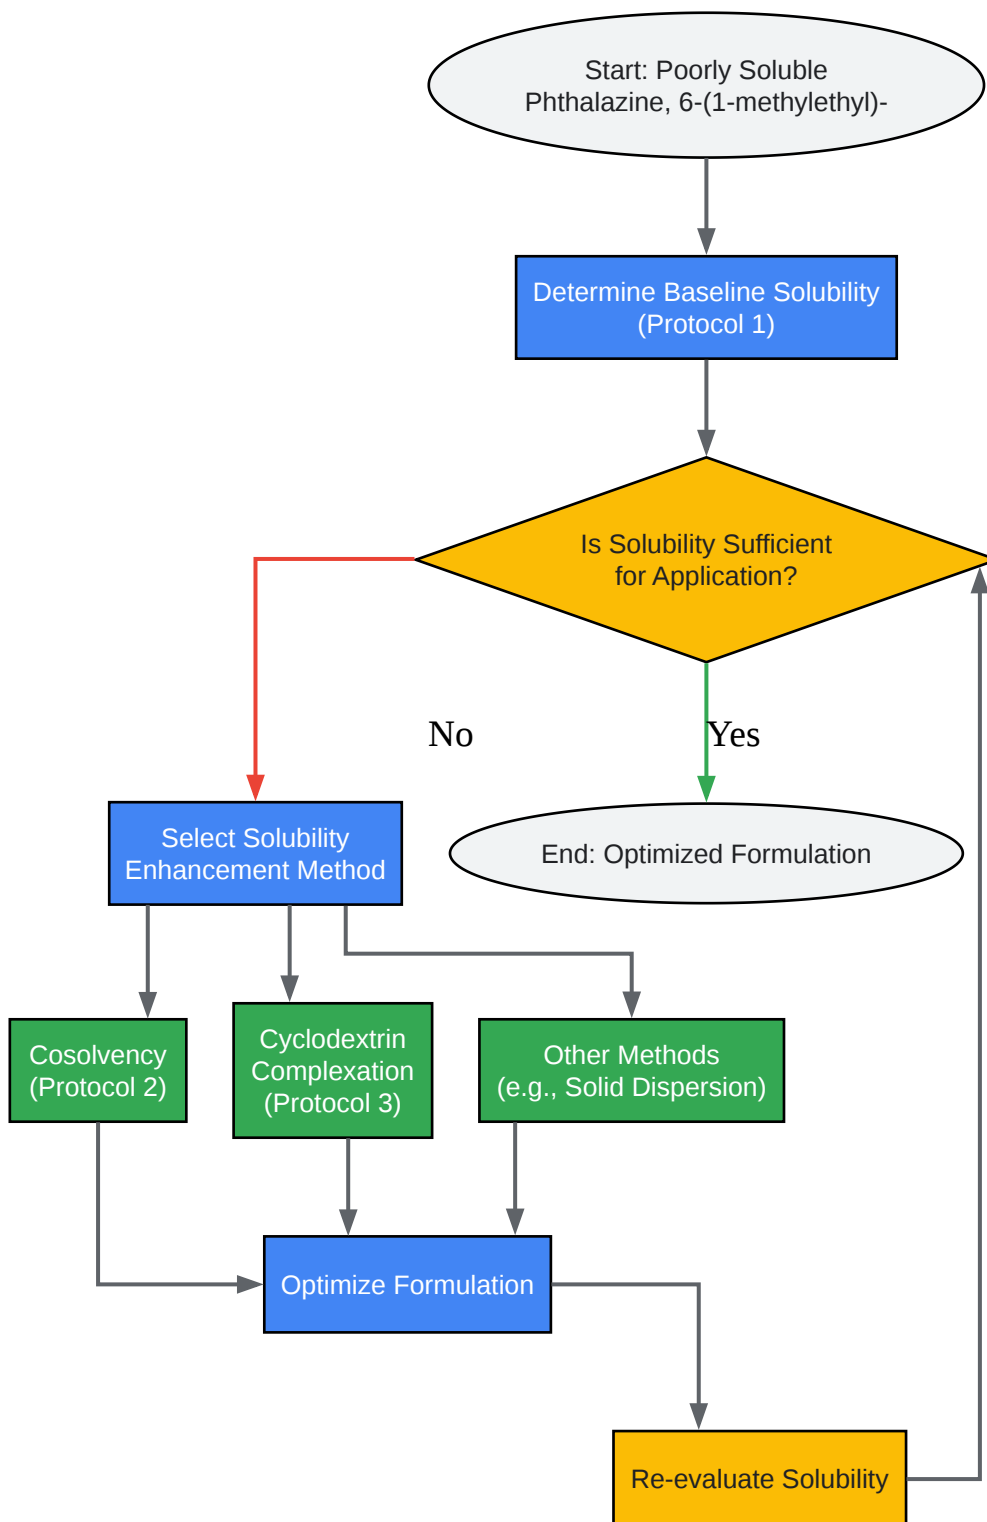 Start: Poorly Soluble
Phthalazine, 6-(1-methylethyl)-
Determine Baseline Solubility
(Protocol 1)
Is Solubility Sufficient
for Application?
No
Yes
Select Solubility
Enhancement Method
End: Optimized Formulation
Cosolvency
(Protocol 2)
Cyclodextrin
Complexation
(Protocol 3)
Other Methods
(e.g., Solid Dispersion)
Optimize Formulation
Re-evaluate Solubility